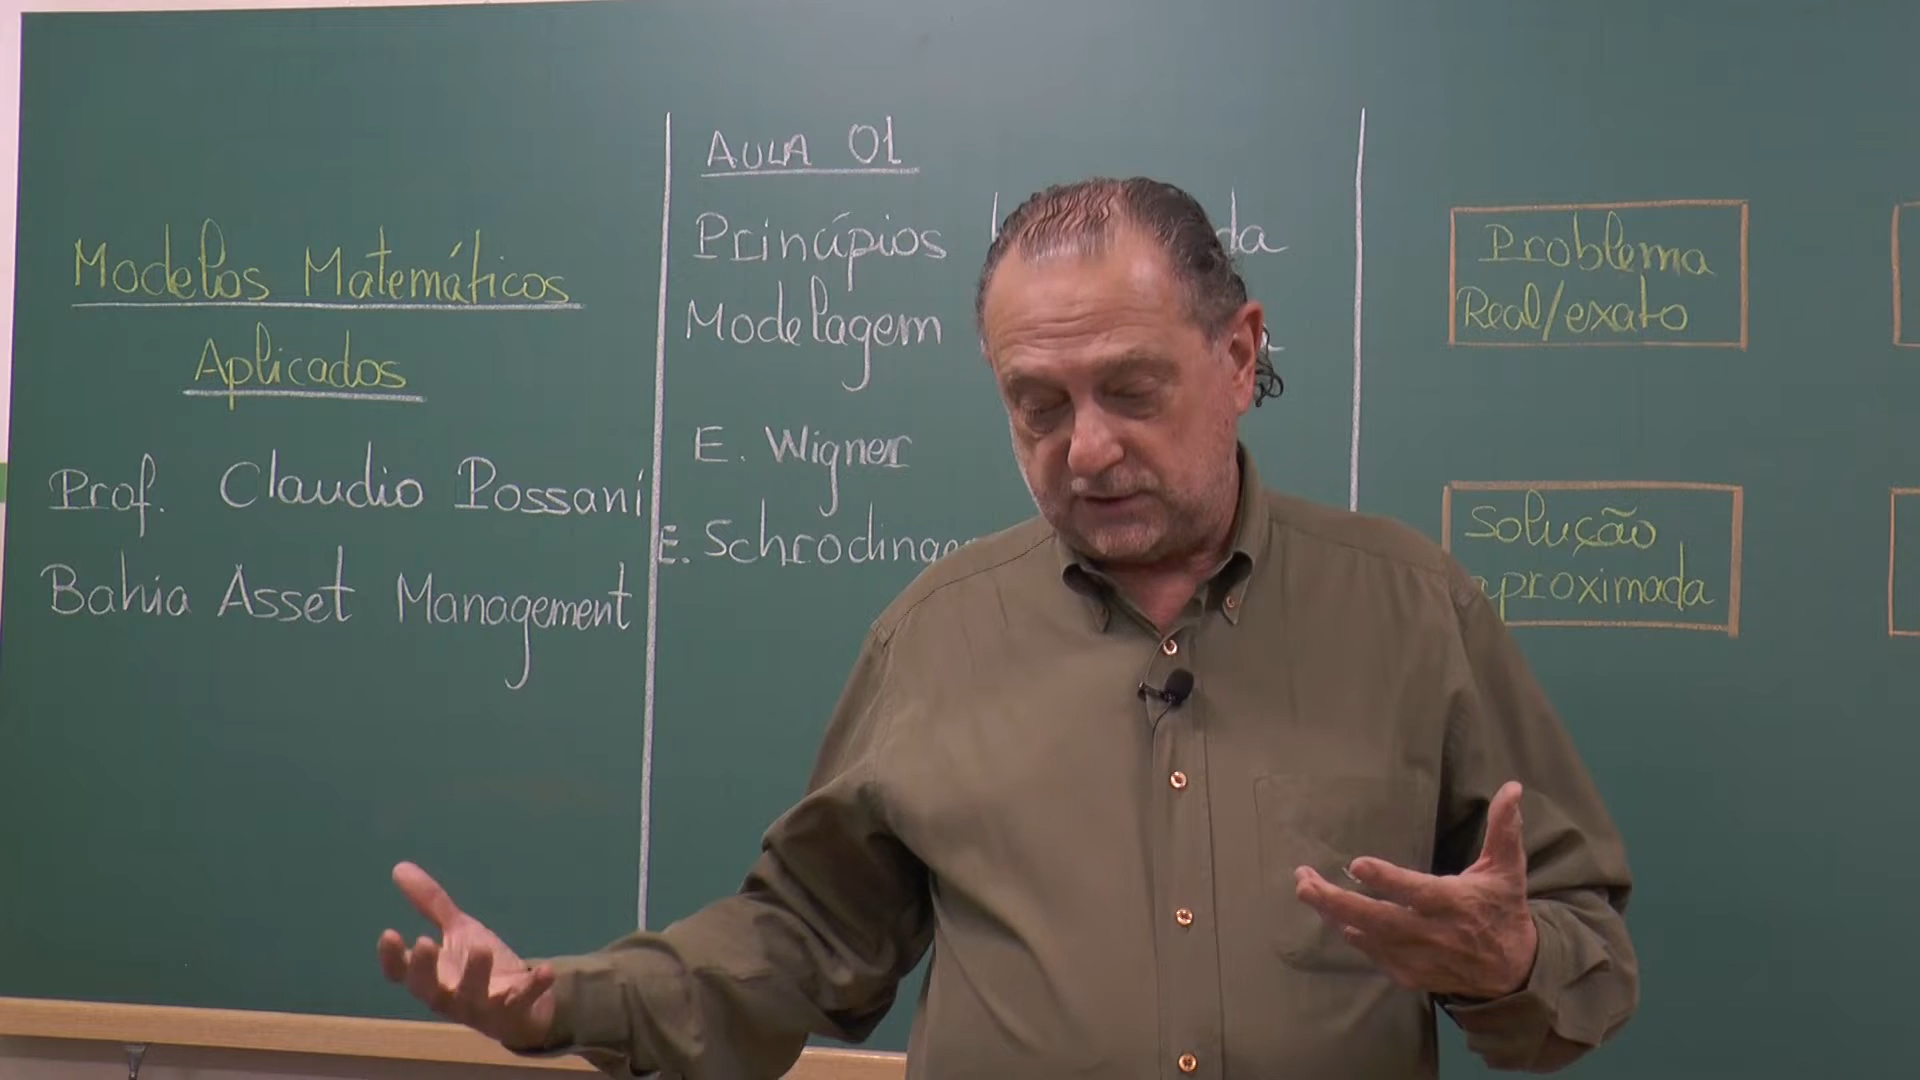 Modelos Matemáticos
Aplicados
Prof. Claudio Possani
Bahia Asset Management
AULA 01
Princípios
Modelagem
E. Wigner
E. Schrodinger
Problema
Real/exato
Solução
aproximada